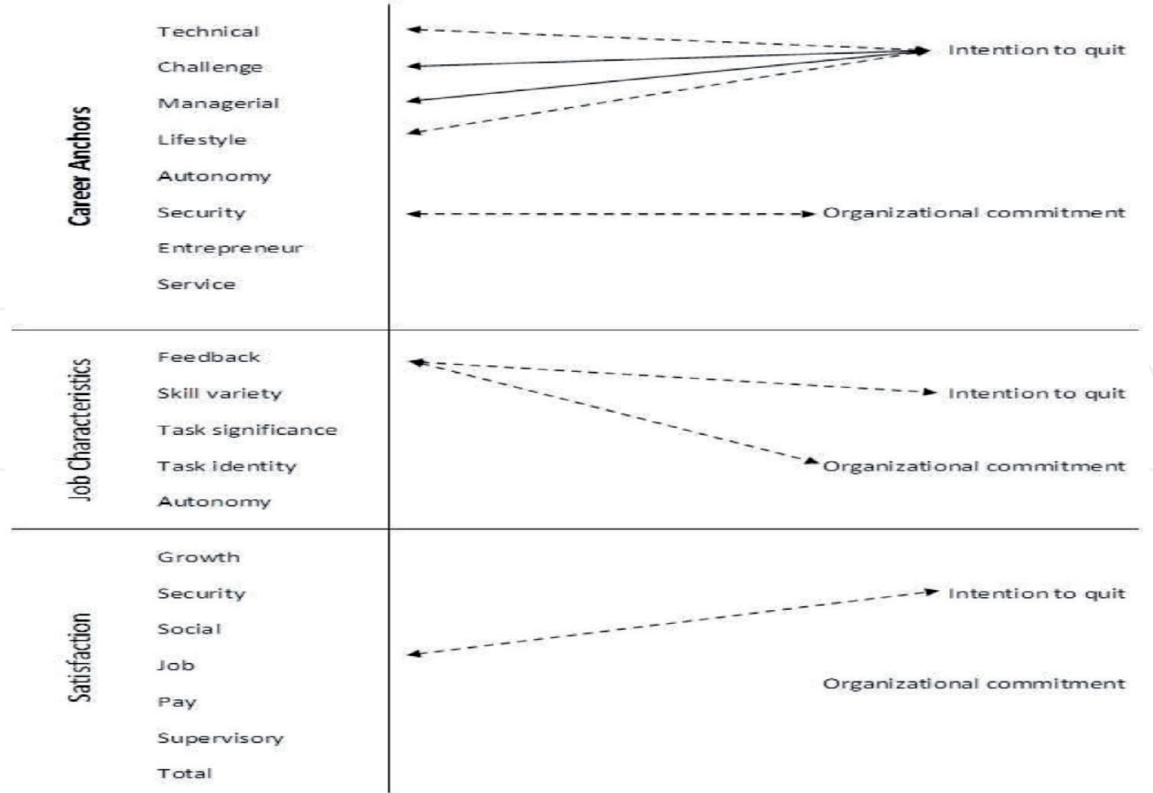 Career Anchors
Technical
Challenge
Managerial
Lifestyle
Autonomy
Security
Entrepreneur
Service
Intention to quit
Organizational commitment
Job Characteristics
Feedback
Skill variety
Task significance
Task identity
Autonomy
Intention to quit
Organizational commitment
Satisfaction
Growth
Security
Social
Job
Pay
Supervisory
Total
Intention to quit
Organizational commitment